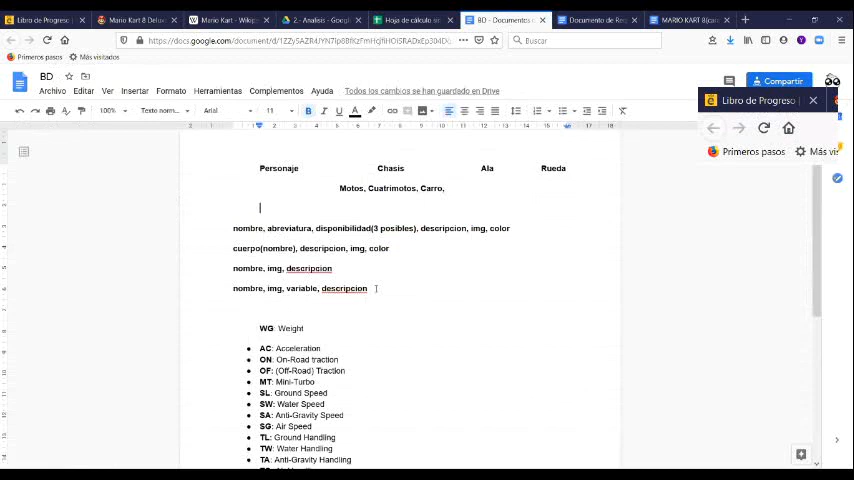 Libro de Progreso
Mario Kart 8 Delux
Mario Kart - Wikipe
2.- Analisis - Google
Hoja de cálculo sin
BD - Documentos
Documento de Re
MARIO KART 8(car
https://docs.google.com/document/d/
Buscar
Primeros pasos
Más visitados
BD
Archivo Editar Ver Insertar Formato Herramientas Complementos Ayuda Todos los cambios se han guardado en Drive
Compartir
100% Texto norm... Arial 11
Libro de Progreso
Primeros pasos Más vis
Personaje Chasis Ala Rueda
Motos, Cuatrimotos, Carro,
nombre, abreviatura, disponibilidad(3 posibles), descripcion, img, color
cuerpo(nombre), descripcion, img, color
nombre, img, descripcion
nombre, img, variable, descripcion
WG: Weight
AC: Acceleration
ON: On-Road traction
OF: (Off-Road) Traction
MT: Mini-Turbo
SL: Ground Speed
SW: Water Speed
SA: Anti-Gravity Speed
SG: Air Speed
TL: Ground Handling
TW: Water Handling
TA: Anti-Gravity Handling